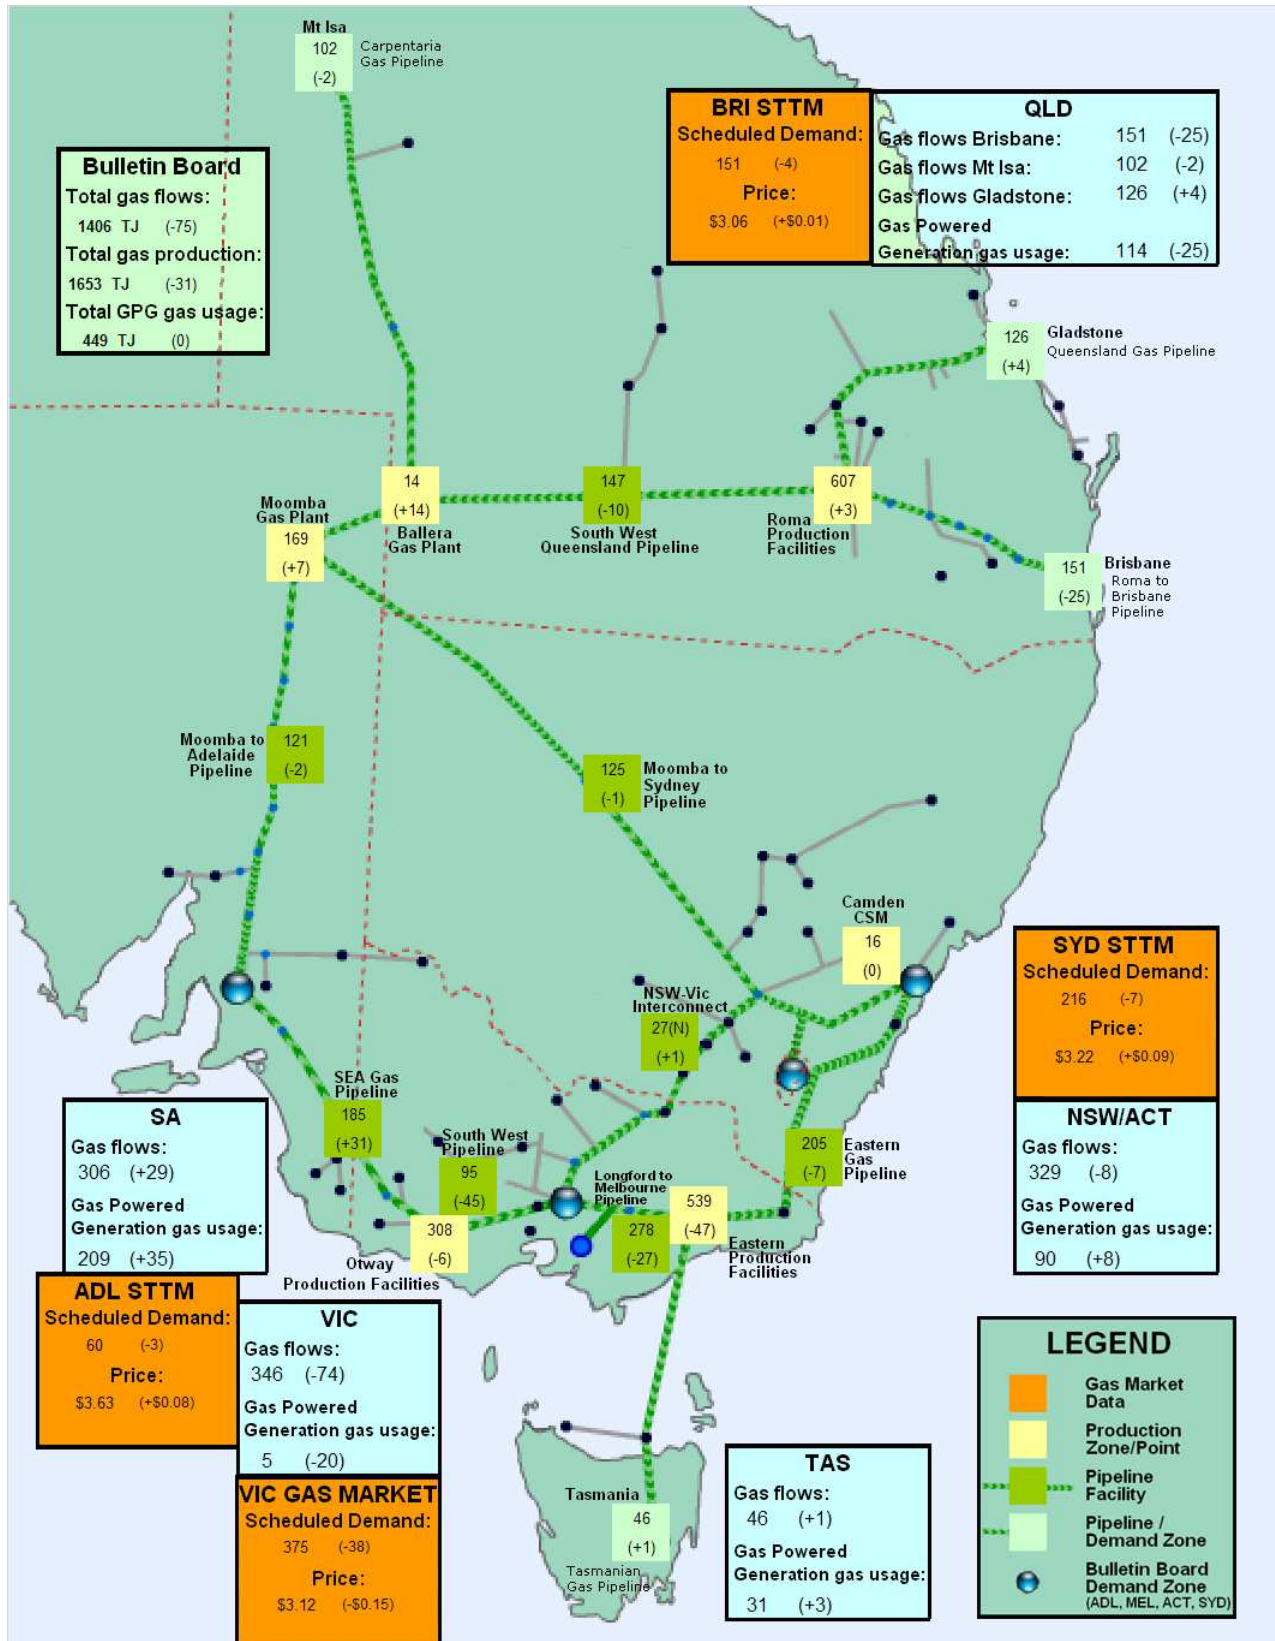 Mt Isa
102
(-2)
Carpentaria
Gas Pipeline
BRI STTM
Scheduled Demand:
151 (-4)
Price:
$3.06 (+$0.01)
QLD
Gas flows Brisbane: 151 (-25)
Gas flows Mt Isa: 102 (-2)
Gas flows Gladstone: 126 (+4)
Gas Powered
Generation gas usage: 114 (-25)
Bulletin Board
Total gas flows:
1406 TJ (-75)
Total gas production:
1653 TJ (-31)
Total GPG gas usage:
449 TJ (0)
126
(+4)
Gladstone
Queensland Gas Pipeline
14
(+14)
Ballera
Gas Plant
147
(-10)
South West
Queensland Pipeline
607
(+3)
Roma
Production
Facilities
Moomba
Gas Plant
169
(+7)
151
(-25)
Brisbane
Roma to
Brisbane
Pipeline
Moomba to
Adelaide
Pipeline
121
(-2)
125
(-1)
Moomba to
Sydney
Pipeline
Camden
CSM
16
(0)
SYD STTM
Scheduled Demand:
216 (-7)
Price:
$3.22 (+$0.09)
NSW-Vic
Interconnect
27(N)
(+1)
SEA Gas
Pipeline
185
(+31)
SA
Gas flows:
306 (+29)
Gas Powered
Generation gas usage:
209 (+35)
South West
Pipeline
95
(-45)
Longford to
Melbourne
Pipeline
278
(-27)
539
(-47)
Eastern
Production
Facilities
205
(-7)
Eastern
Gas
Pipeline
NSW/ACT
Gas flows:
329 (-8)
Gas Powered
Generation gas usage:
90 (+8)
308
(-6)
Otway
Production Facilities
ADL STTM
Scheduled Demand:
60 (-3)
Price:
$3.63 (+$0.08)
VIC
Gas flows:
346 (-74)
Gas Powered
Generation gas usage:
5 (-20)
VIC GAS MARKET
Scheduled Demand:
375 (-38)
Price:
$3.12 (-$0.15)
Tasmania
46
(+1)
Tasmanian
Gas Pipeline
TAS
Gas flows:
46 (+1)
Gas Powered
Generation gas usage:
31 (+3)
LEGEND
Gas Market
Data
Production
Zone/Point
Pipeline
Facility
Pipeline /
Demand Zone
Bulletin Board
Demand Zone
(ADL, MEL, ACT, SYD)